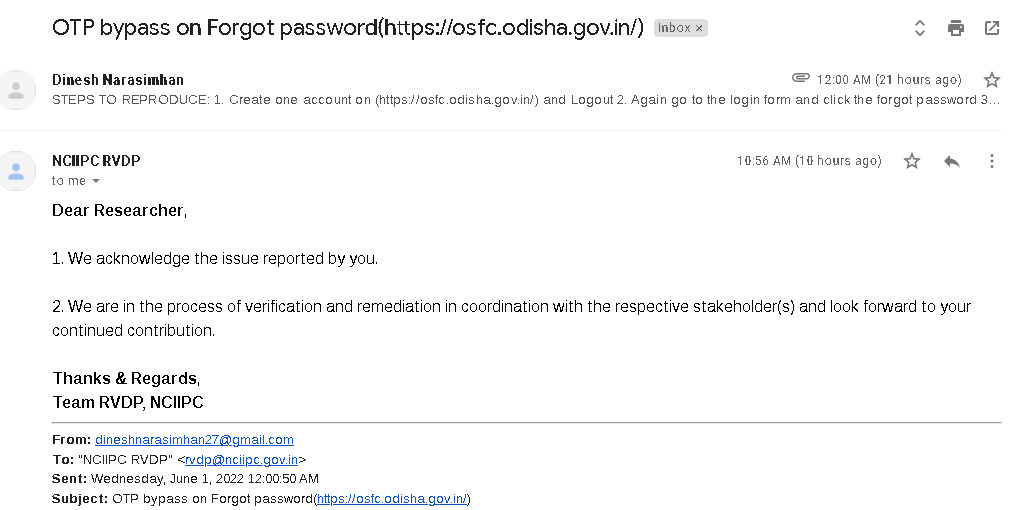 OTP bypass on Forgot password(https://osfc.odisha.gov.in/) Inbox ×
Dinesh Narasimhan 12:00 AM (21 hours ago)
STEPS TO REPRODUCE: 1. Create one account on (https://osfc.odisha.gov.in/) and Logout 2. Again go to the login form and click the forgot password 3...
NCIIPC RVDP 10:56 AM (10 hours ago)
to me
Dear Researcher,
1. We acknowledge the issue reported by you.
2. We are in the process of verification and remediation in coordination with the respective stakeholder(s) and look forward to your
continued contribution.
Thanks & Regards,
Team RVDP, NCIIPC
From: dineshnarasimhan27@gmail.com
To: "NCIIPC RVDP" <rvdp@nciipc.gov.in>
Sent: Wednesday, June 1, 2022 12:00:50 AM
Subject: OTP bypass on Forgot password(https://osfc.odisha.gov.in/)